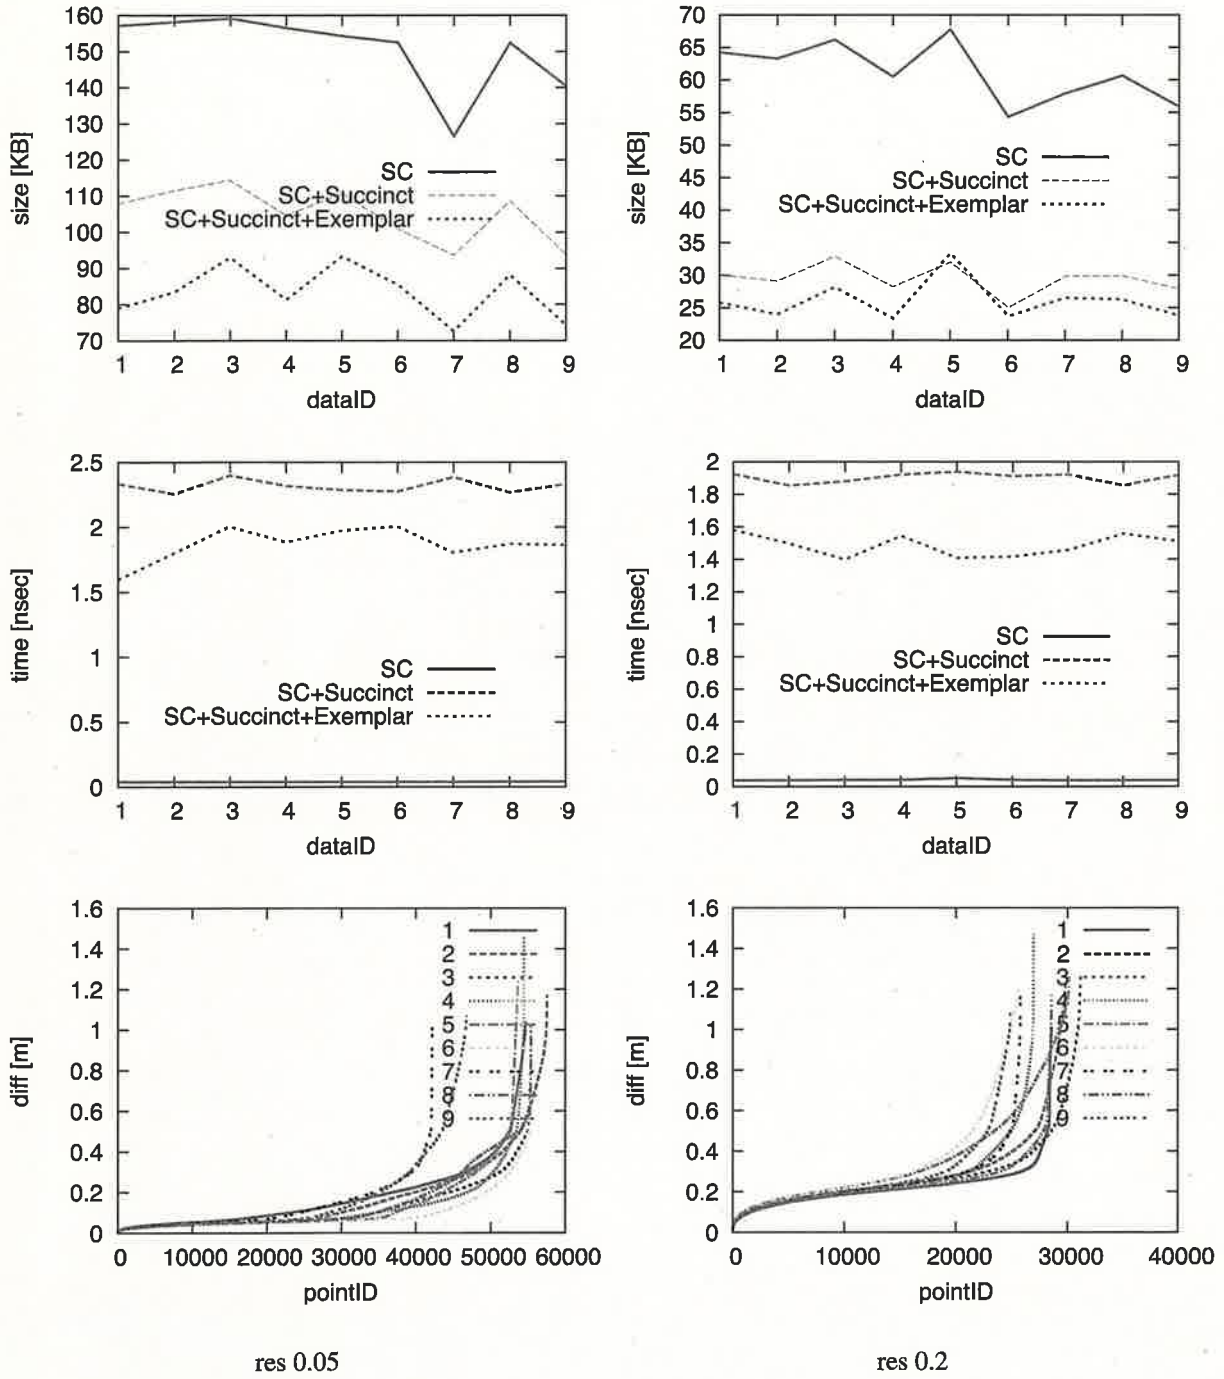 160
150
140
130
120
110
100
90
80
70
size [KB]
SC
SC+Succinct
SC+Succinct+Exemplar
1 2 3 4 5 6 7 8 9
dataID
70
65
60
55
50
45
40
35
30
25
20
size [KB]
SC
SC+Succinct
SC+Succinct+Exemplar
1 2 3 4 5 6 7 8 9
dataID
2.5
2
1.5
1
0.5
0
time [nsec]
SC
SC+Succinct
SC+Succinct+Exemplar
1 2 3 4 5 6 7 8 9
dataID
2
1.8
1.6
1.4
1.2
1
0.8
0.6
0.4
0.2
0
time [nsec]
SC
SC+Succinct
SC+Succinct+Exemplar
1 2 3 4 5 6 7 8 9
dataID
1.6
1.4
1.2
1
0.8
0.6
0.4
0.2
0
diff [m]
1
2
3
4
5
6
7
8
9
0 10000 20000 30000 40000 50000 60000
pointID
1.6
1.4
1.2
1
0.8
0.6
0.4
0.2
0
diff [m]
1
2
3
4
5
6
7
8
9
0 10000 20000 30000 40000
pointID
res 0.05
res 0.2